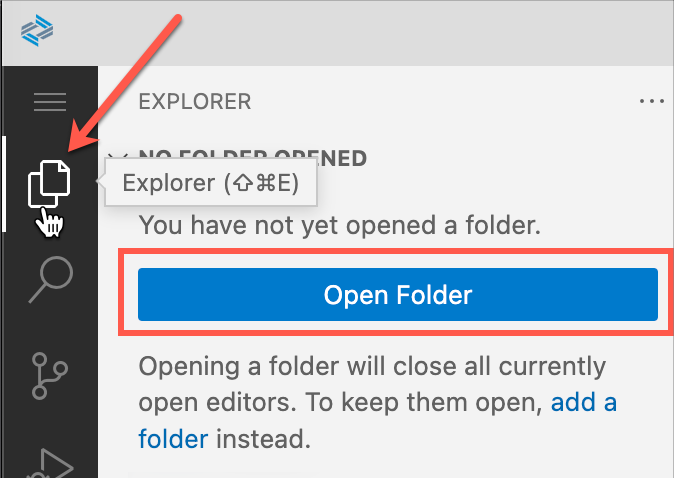 EXPLORER
NO FOLDER OPENED
Explorer (⇧⌘E)
You have not yet opened a folder.
Open Folder
Opening a folder will close all currently
open editors. To keep them open, add a
folder instead.